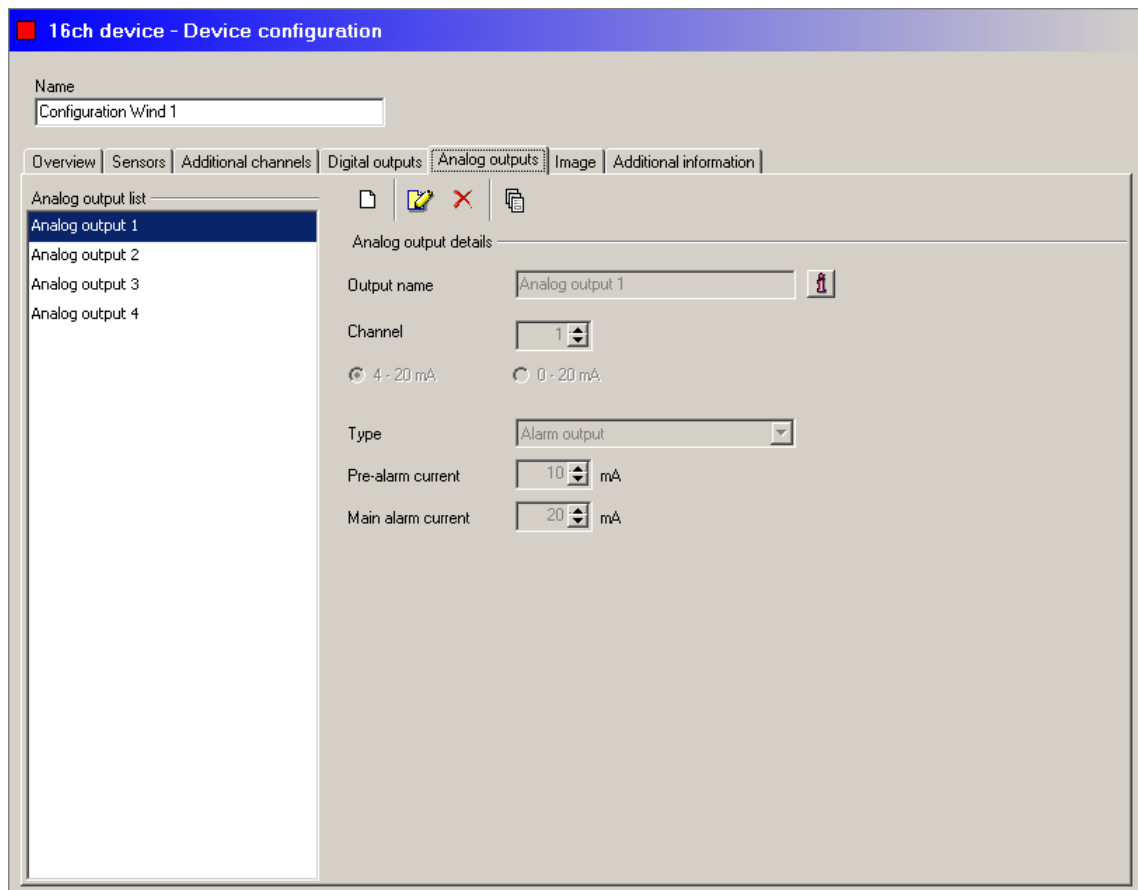 16ch device - Device configuration
Name
Configuration Wind 1
Overview Sensors Additional channels Digital outputs Analog outputs Image Additional information
Analog output list
Analog output 1
Analog output 2
Analog output 3
Analog output 4
Analog output details
Output name Analog output 1
Channel 1
4 - 20 mA 0 - 20 mA
Type Alarm output
Pre-alarm current 10 mA
Main alarm current 20 mA